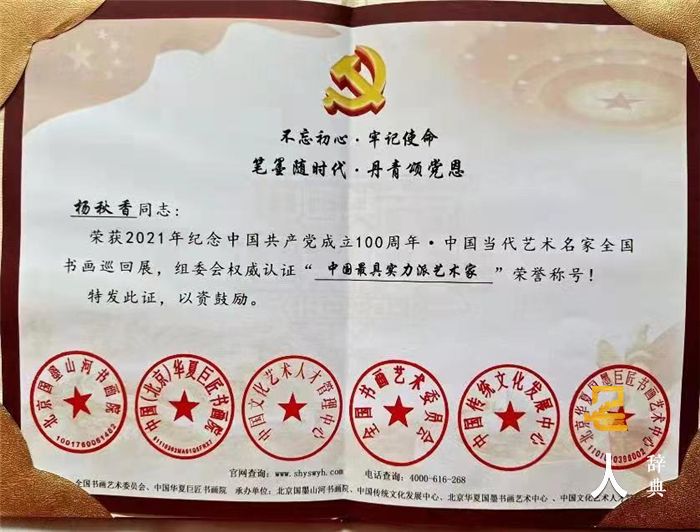 不忘初心·牢记使命
笔墨随时代·丹青颂党恩
杨秋香同志：
荣获2021年纪念中国共产党成立100周年·中国当代艺术名家全国
书画巡回展，组委会权威认证“中国最具实力派艺术家”荣誉称号！
特发此证，以资鼓励。
北京国墨山河书画院
1001769061462
中国（北京）华夏巨匠书画院
中国文化艺术人才管理中心
全国书画艺术委员会
中国传统文化发展中心
北京华夏国墨巨匠书画艺术中心
官网查询：www.shyswyh.com 电话查询：4000-616-268
全国书画艺术委员会、中国华夏巨匠书画院 承办单位：北京国墨山河书画院、中国传统文化发展中心、北京华夏国墨书画艺术中心、中国文化艺术人才
名人
辞典